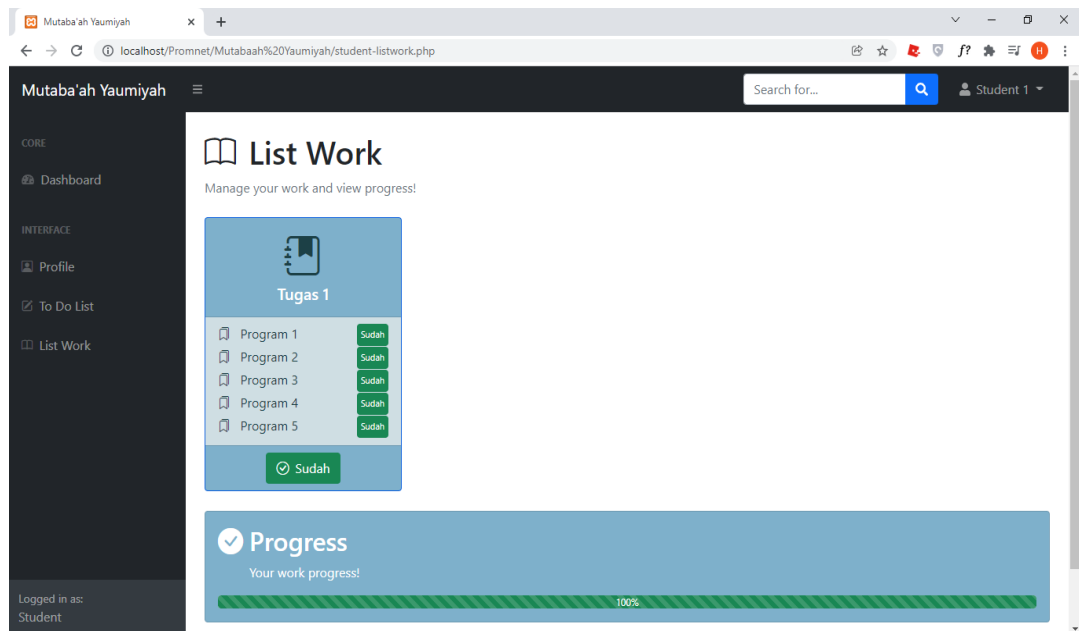 Mutaba'ah Yaumiyah
localhost/Promnet/Mutabaah%20Yaumiyah/student-listwork.php
f?
H
Mutaba'ah Yaumiyah
Search for...
Student 1
CORE
Dashboard
INTERFACE
Profile
To Do List
List Work
Logged in as:
Student
List Work
Manage your work and view progress!
Tugas 1
Program 1 Sudah
Program 2 Sudah
Program 3 Sudah
Program 4 Sudah
Program 5 Sudah
Sudah
Progress
Your work progress!
100%